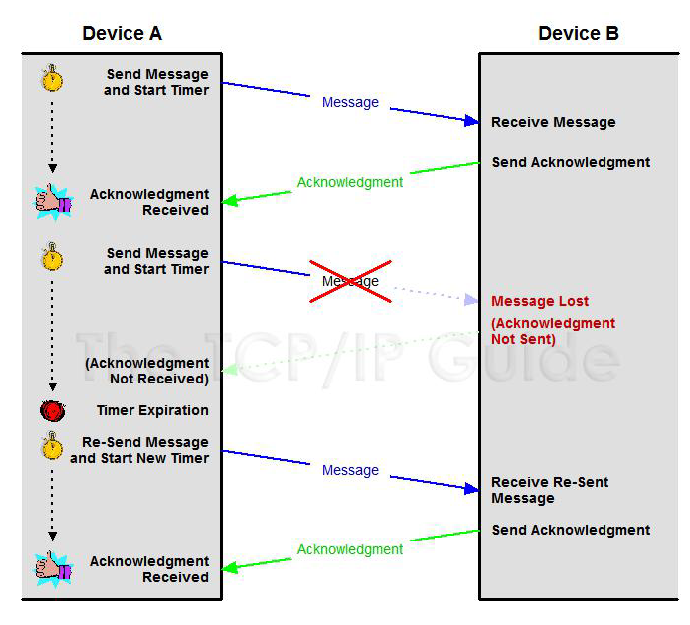 Device A
Device B
Send Message
and Start Timer
Message
Receive Message
Send Acknowledgment
Acknowledgment
Acknowledgment
Received
Send Message
and Start Timer
Message
Message Lost
(Acknowledgment
Not Sent)
The TCP/IP Guide
(Acknowledgment
Not Received)
Timer Expiration
Re-Send Message
and Start New Timer
Message
Receive Re-Sent
Message
Send Acknowledgment
Acknowledgment
Acknowledgment
Received